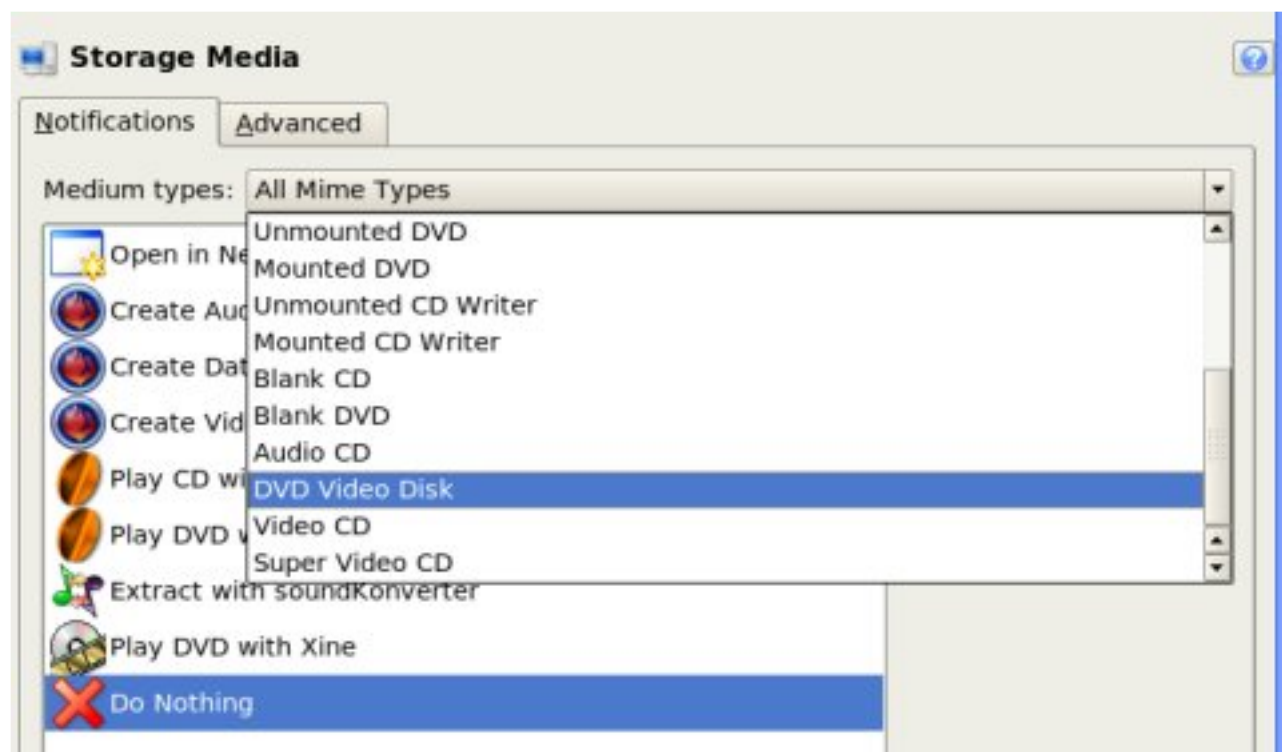 Storage Media
Notifications Advanced
Medium types: All Mime Types
Unmounted DVD
Open in Ne
Mounted DVD
Unmounted CD Writer
Create Aud
Mounted CD Writer
Create Dat
Blank CD
Blank DVD
Create Vid
Audio CD
Play CD wi
DVD Video Disk
Video CD
Play DVD
Super Video CD
Extract with soundKonverter
Play DVD with Xine
Do Nothing